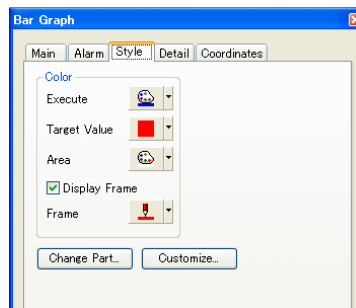 Bar Graph
Main Alarm Style Detail Coordinates
Color
Execute
Target Value
Area
Display Frame
Frame
Change Part... Customize...